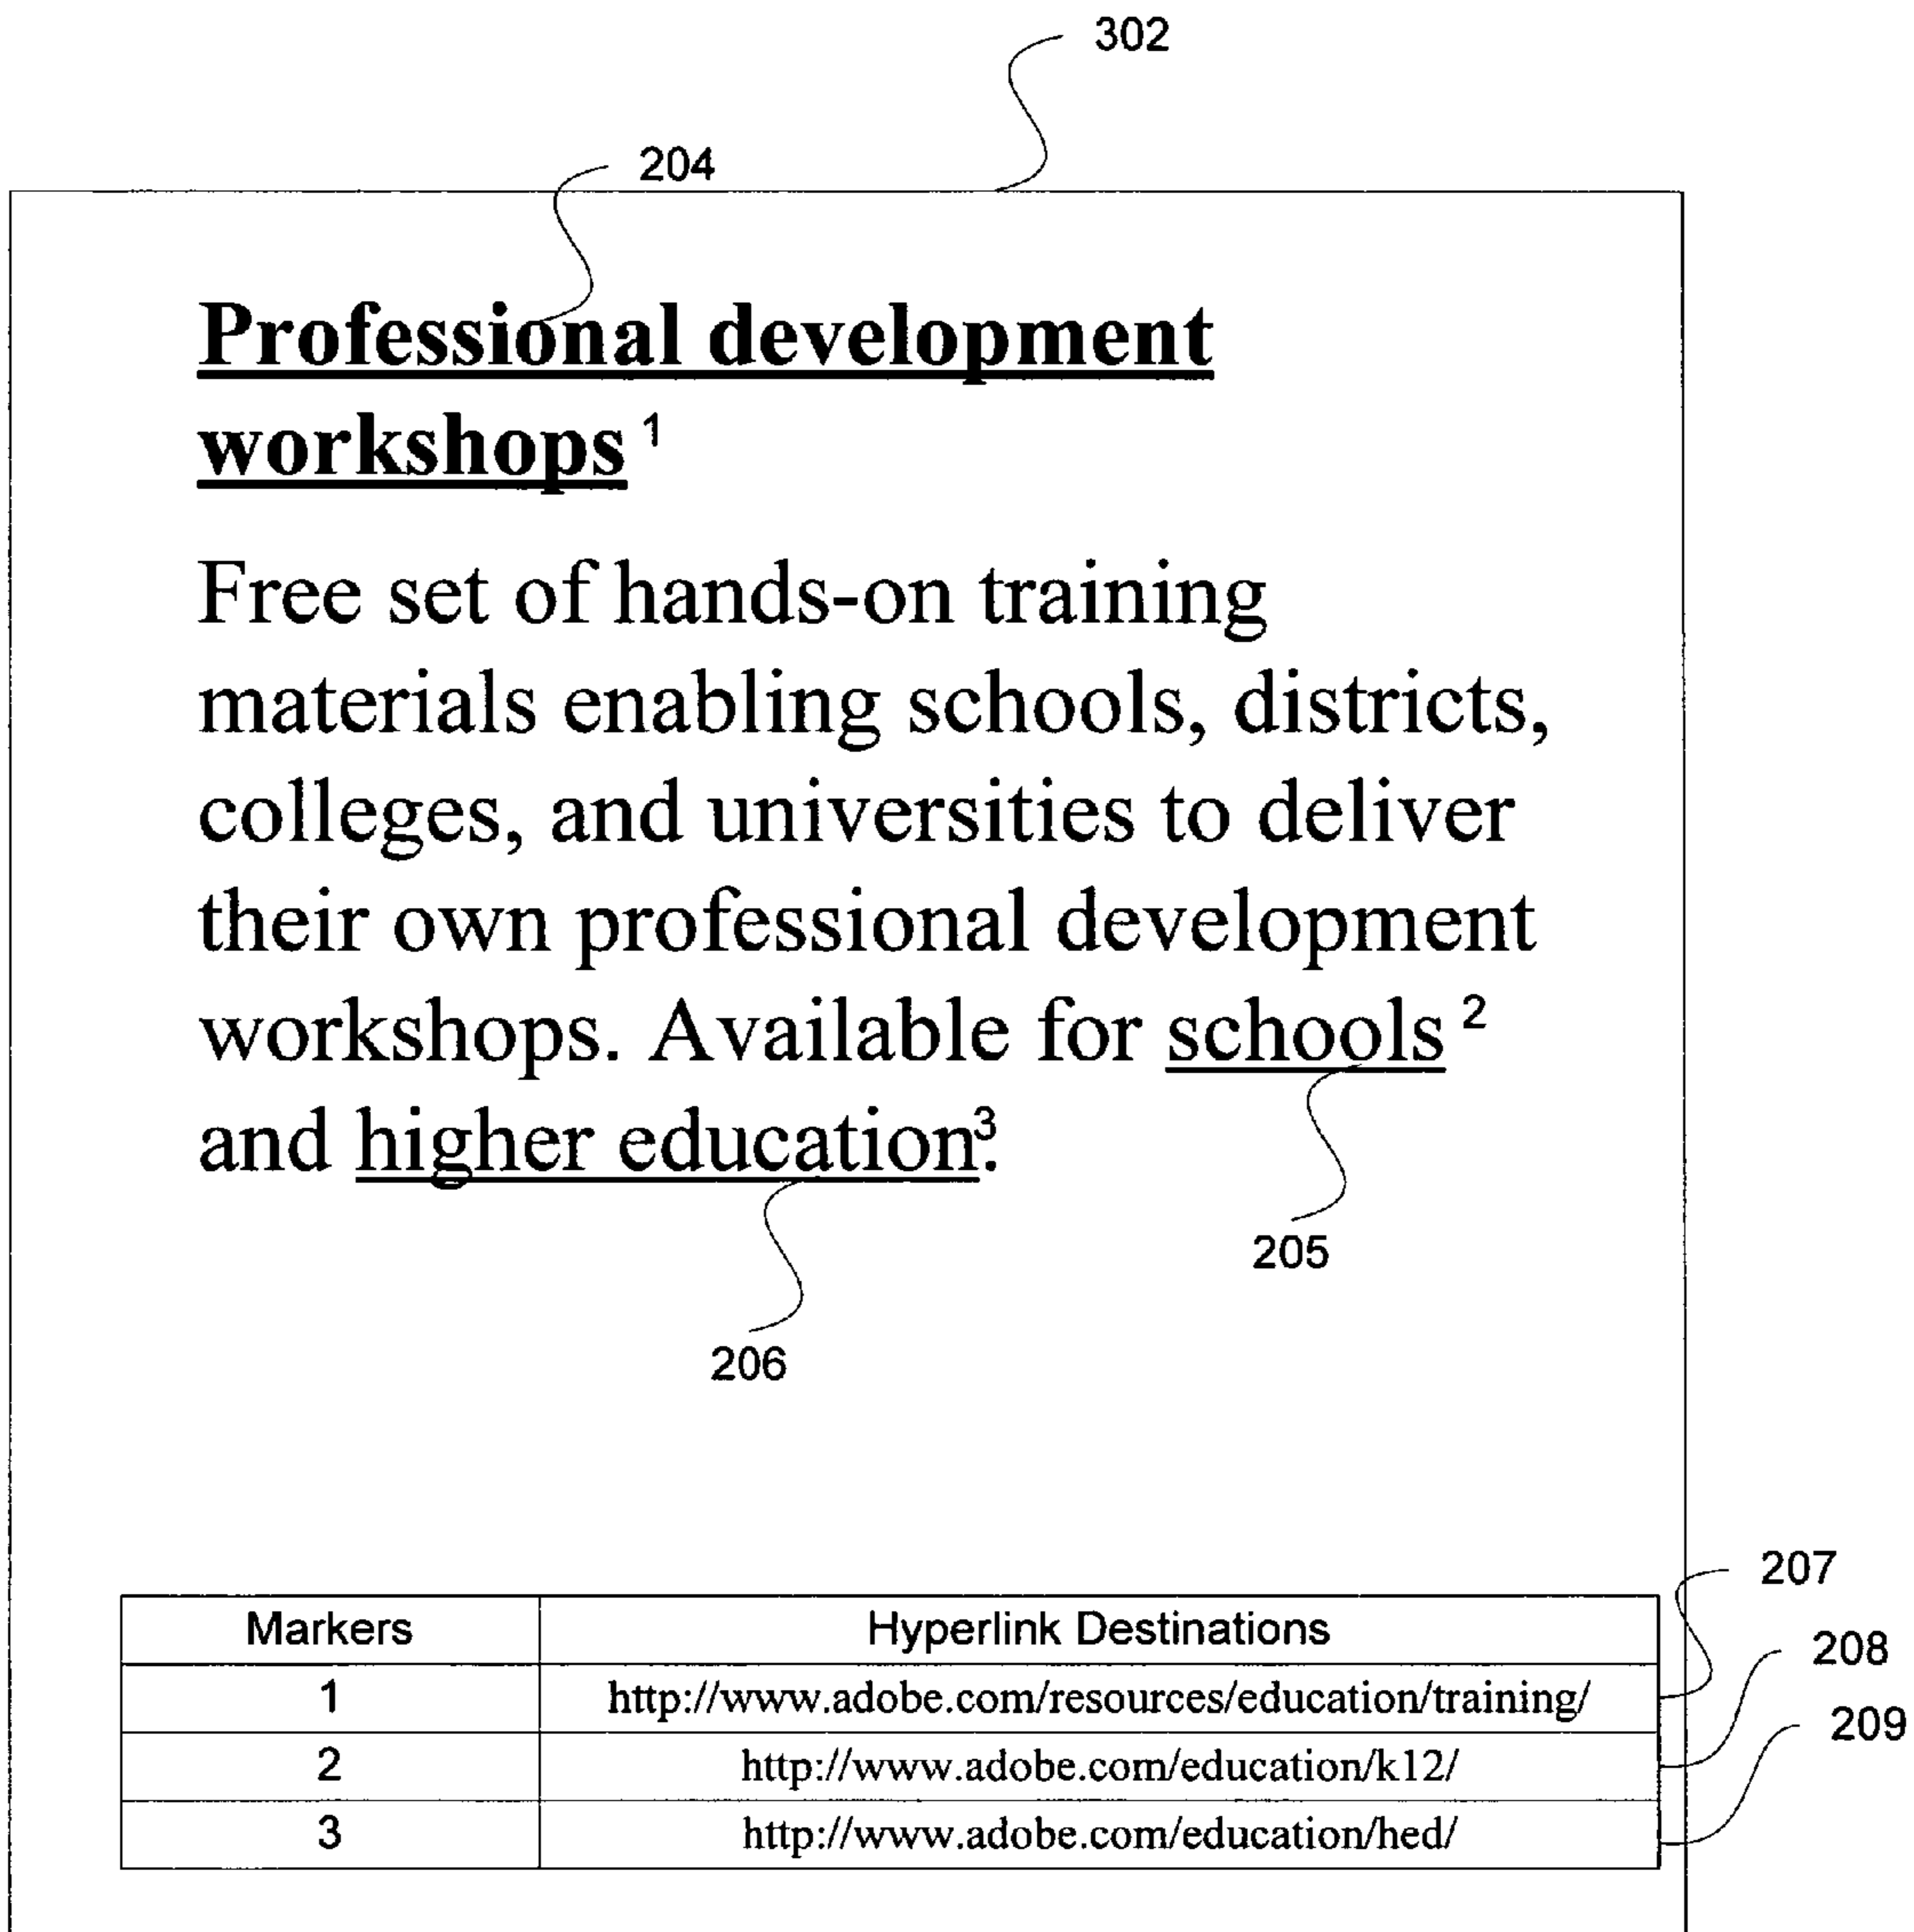 302
204
Professional development
workshops 1
Free set of hands-on training
materials enabling schools, districts,
colleges, and universities to deliver
their own professional development
workshops. Available for schools 2
and higher education3.
205
206
207
Markers Hyperlink Destinations
208
1 http://www.adobe.com/resources/education/training/
209
2 http://www.adobe.com/education/k12/
3 http://www.adobe.com/education/hed/